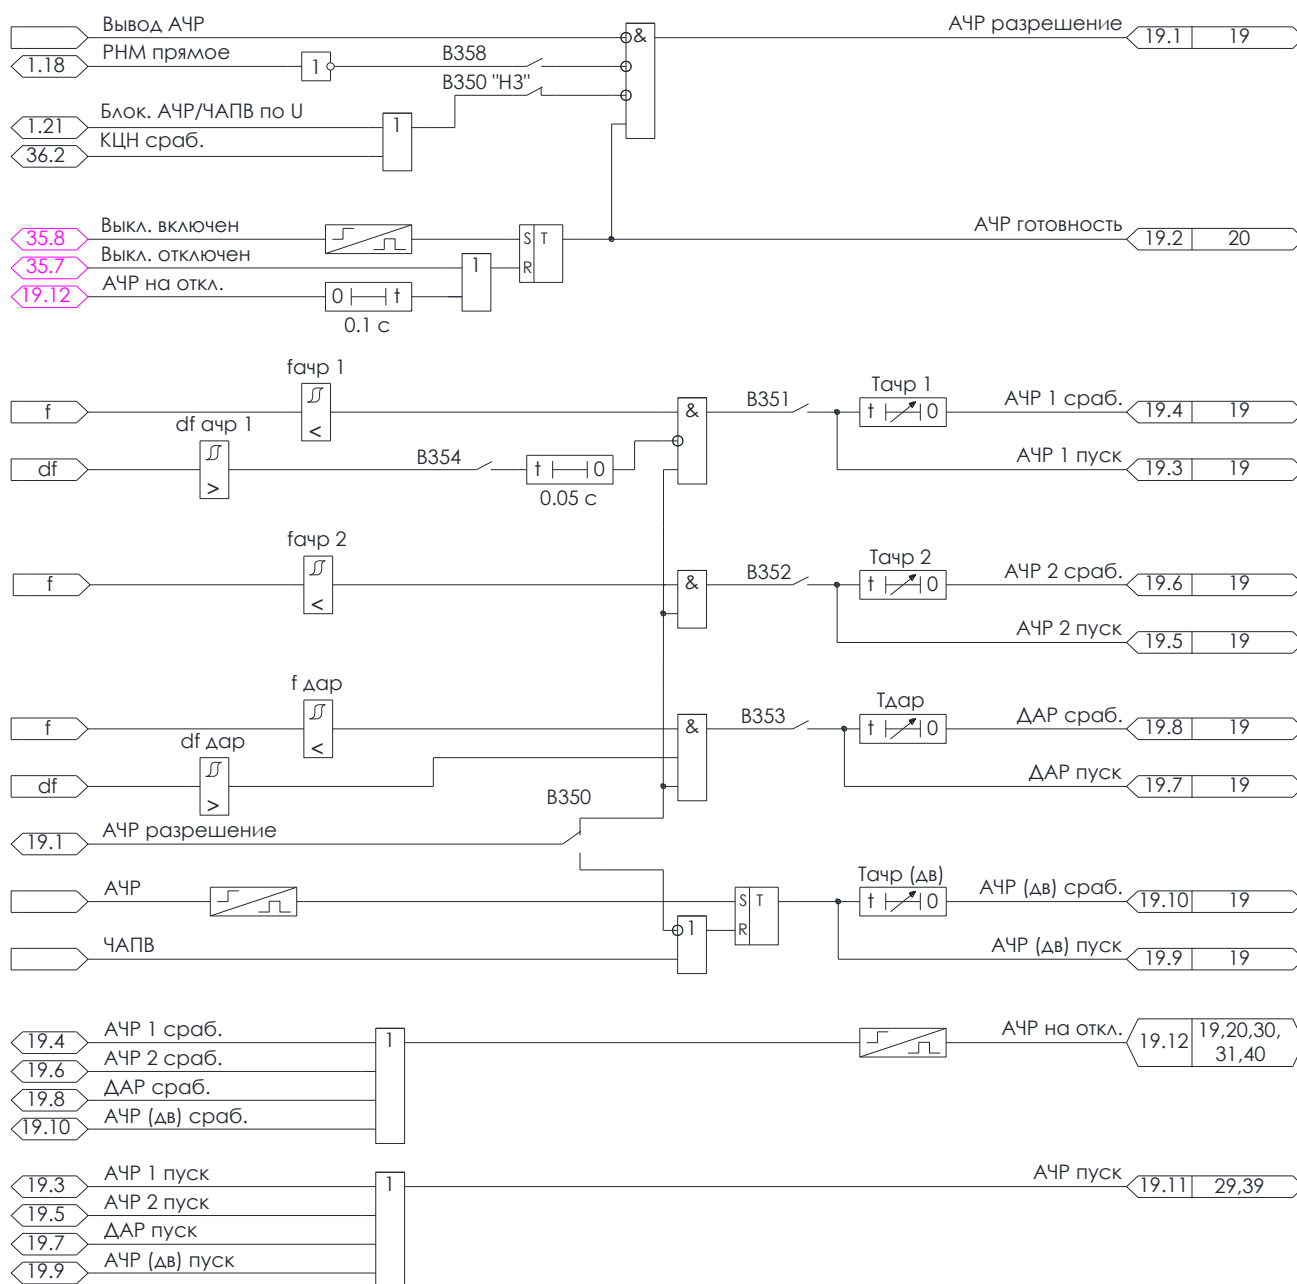 Вывод АЧР
& АЧР разрешение 19.1 19
1.18 РНМ прямое 1 В358
В350 "НЗ"
1.21 Блок. АЧР/ЧАПВ по U 1
36.2 КЦН сраб.
35.8 Выкл. включен S T АЧР готовность 19.2 20
35.7 Выкл. отключен 1 R
19.12 АЧР на откл. 0 t
0.1 с
fачр 1
f < & В351 Тачр 1 t 0 АЧР 1 сраб. 19.4 19
df ачр 1
df > В354 t 0 АЧР 1 пуск 19.3 19
0.05 с
fачр 2
f < & В352 Тачр 2 t 0 АЧР 2 сраб. 19.6 19
АЧР 2 пуск 19.5 19
f дар
f < & В353 Тдар t 0 ДАР сраб. 19.8 19
df дар
df > ДАР пуск 19.7 19
В350
19.1 АЧР разрешение
АЧР S T Тачр (дв) t 0 АЧР (дв) сраб. 19.10 19
1 R
ЧАПВ АЧР (дв) пуск 19.9 19
19.4 АЧР 1 сраб. 1 АЧР на откл. 19.12 19,20,30,
31,40
19.6 АЧР 2 сраб.
19.8 ДАР сраб.
19.10 АЧР (дв) сраб.
19.3 АЧР 1 пуск 1 АЧР пуск 19.11 29,39
19.5 АЧР 2 пуск
19.7 ДАР пуск
19.9 АЧР (дв) пуск